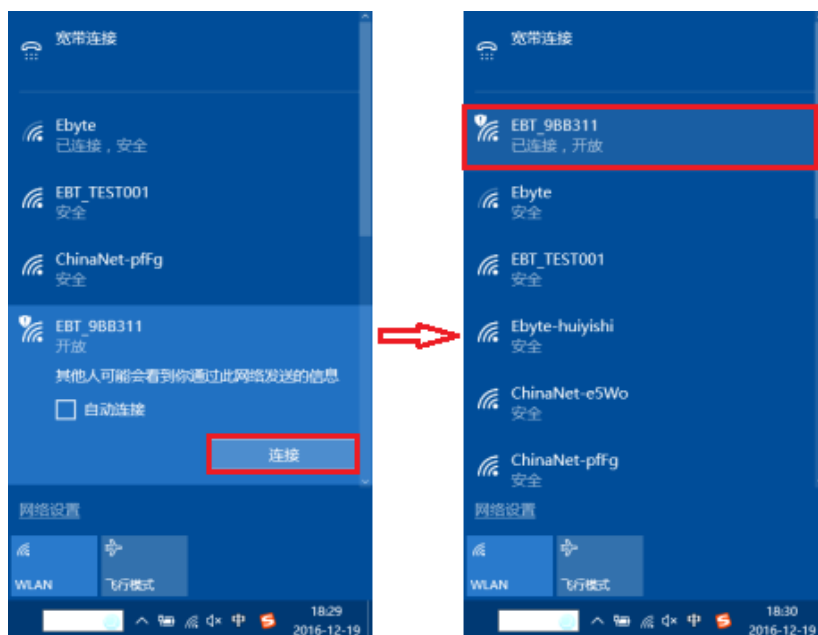 宽带连接
Ebyte
已连接，安全
EBT_TEST001
安全
ChinaNet-pfFg
安全
EBT_9BB311
开放
其他人可能会看到你通过此网络发送的信息
自动连接
连接
网络设置
WLAN
飞行模式
中
18:29
2016-12-19
宽带连接
EBT_9BB311
已连接，开放
Ebyte
安全
EBT_TEST001
安全
Ebyte-huiyishi
安全
ChinaNet-e5Wo
安全
ChinaNet-pfFg
安全
网络设置
WLAN
飞行模式
中
18:30
2016-12-19